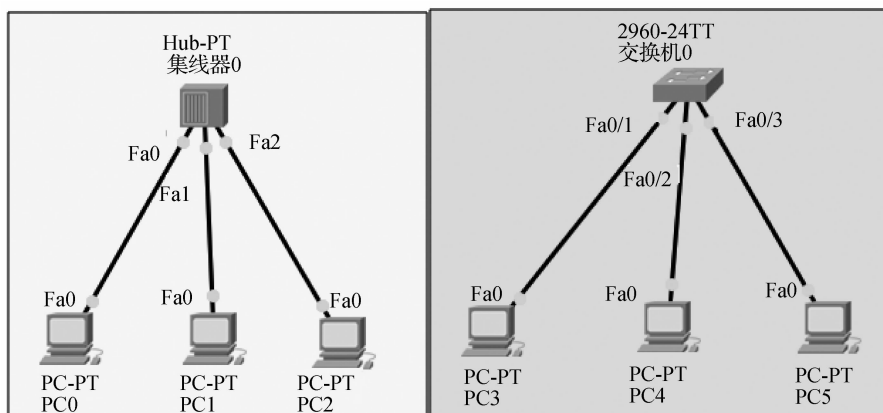 Hub-PT
集线器0
Fa0
Fa1
Fa2
Fa0
Fa0
Fa0
PC-PT
PC0
PC-PT
PC1
PC-PT
PC2
2960-24TT
交换机0
Fa0/1
Fa0/2
Fa0/3
Fa0
Fa0
Fa0
PC-PT
PC3
PC-PT
PC4
PC-PT
PC5